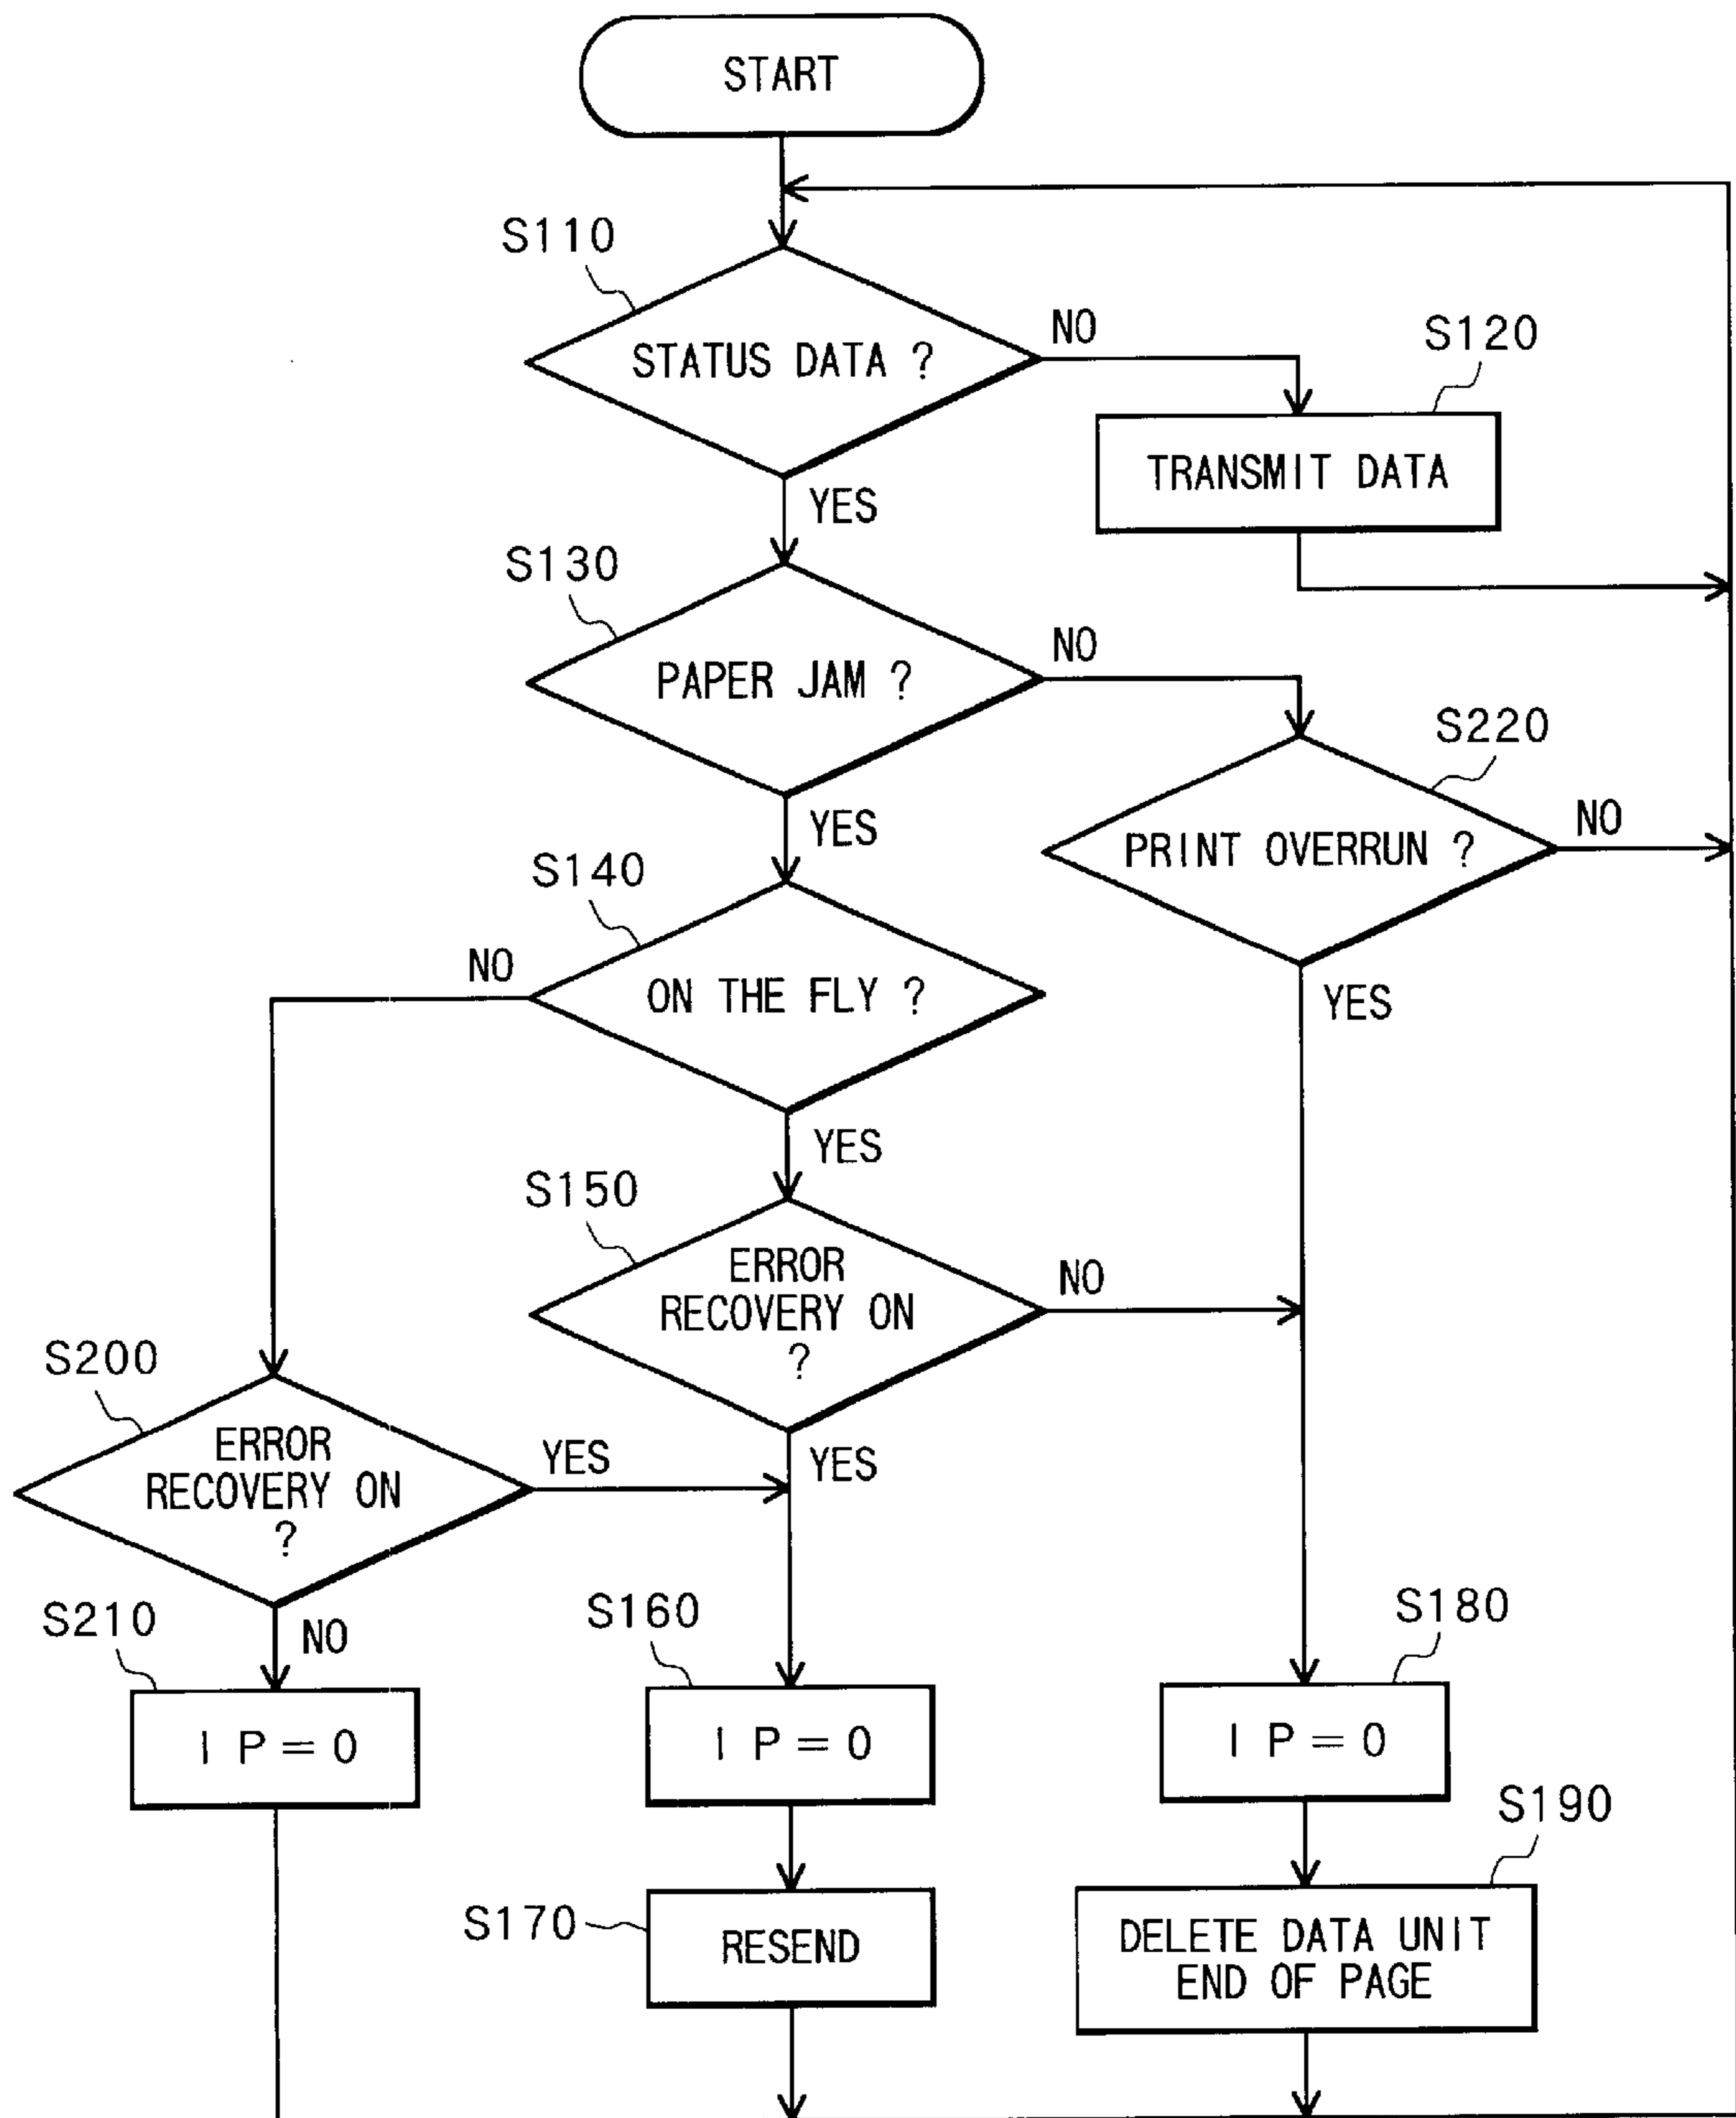 START
S110
STATUS DATA ?
NO
S120
TRANSMIT DATA
YES
S130
PAPER JAM ?
NO
S220
PRINT OVERRUN ?
NO
YES
YES
S140
NO
ON THE FLY ?
YES
S150
ERROR
RECOVERY ON
?
NO
S200
ERROR
RECOVERY ON
?
YES
YES
S210
NO
S160
S180
I P = 0
I P = 0
I P = 0
S190
S170
RESEND
DELETE DATA UNIT
END OF PAGE